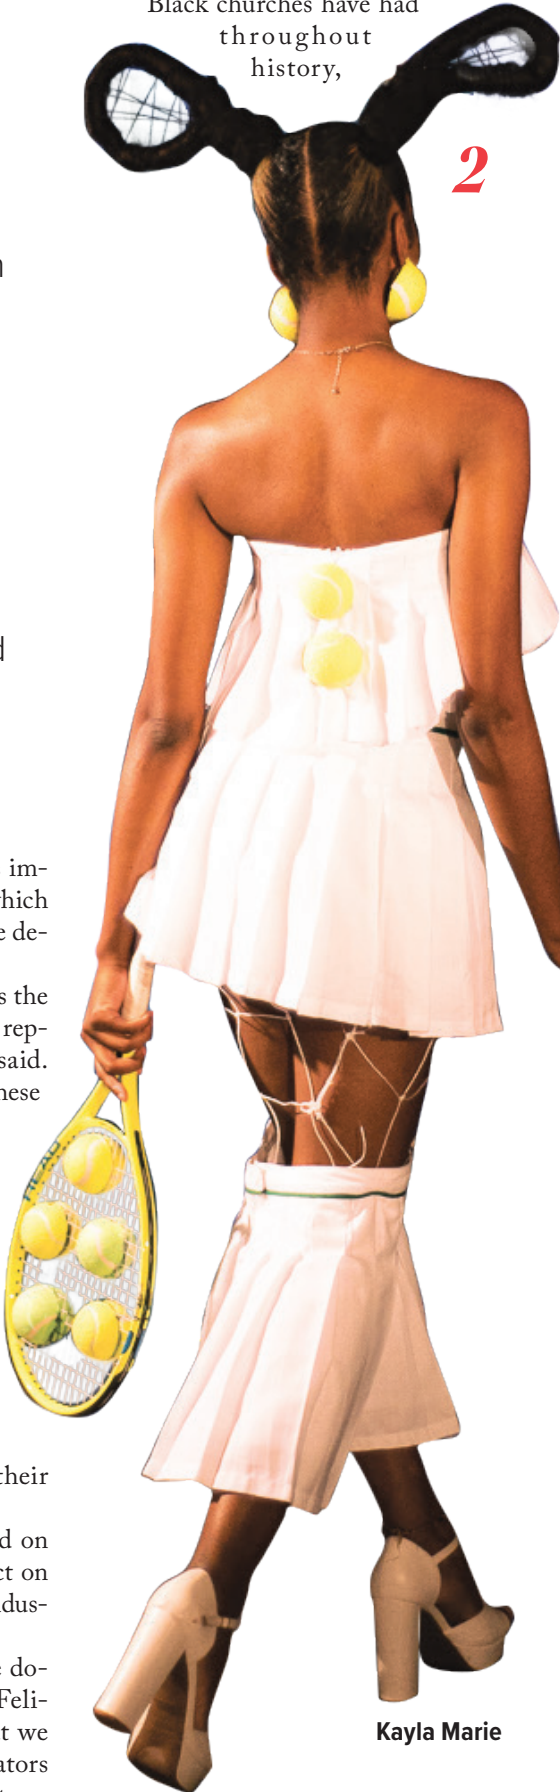 Black churches have had
throughout
history,
2
im-
hich
e de-
s the
rep-
said.
hese
HEAD
their
d on
ct on
dus-
e do-
Feli-
t we
ators
Kayla Marie